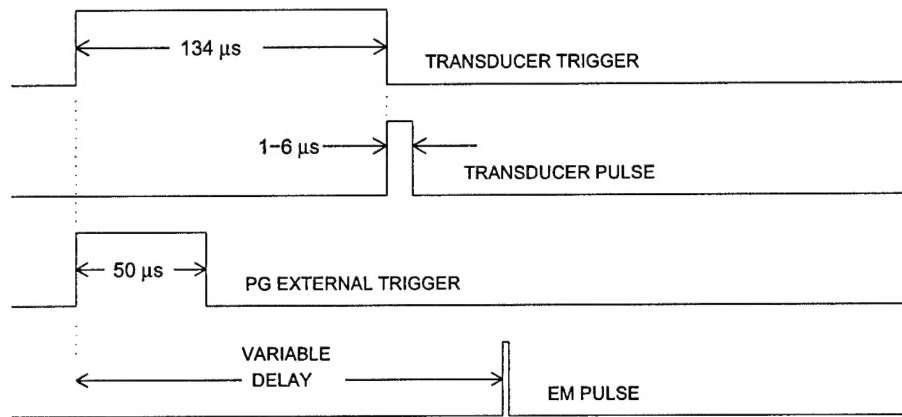 134 µs
TRANSDUCER TRIGGER
1–6 µs
TRANSDUCER PULSE
50 µs
PG EXTERNAL TRIGGER
VARIABLE
DELAY
EM PULSE